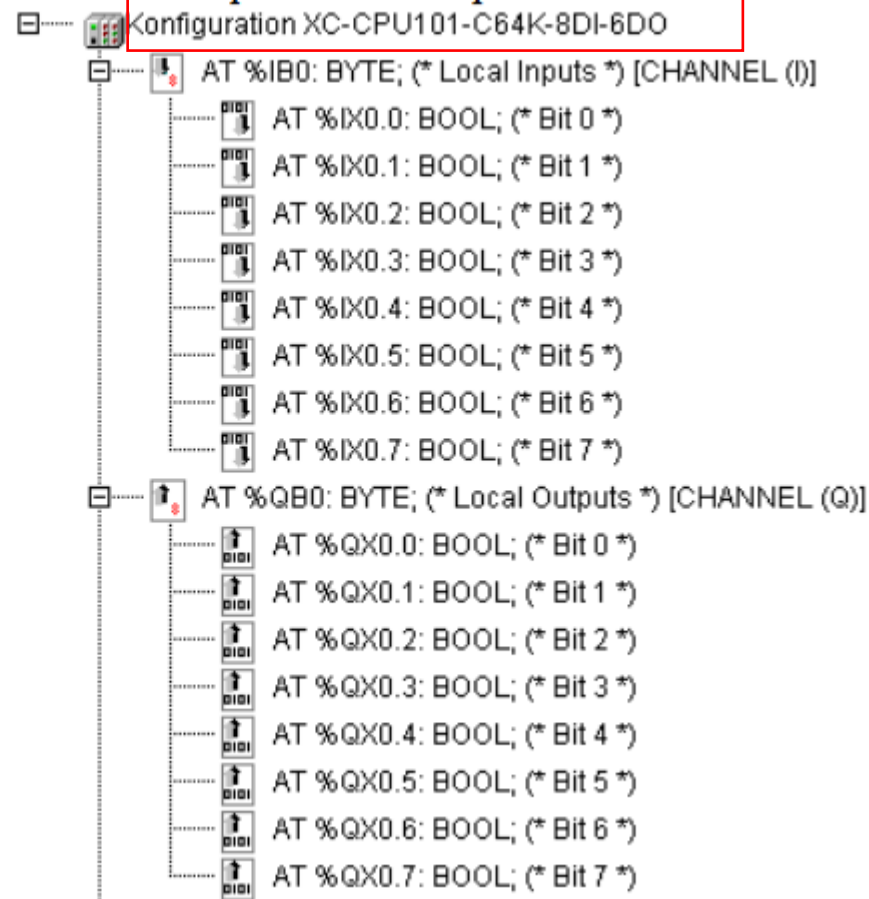 Konfiguration XC-CPU101-C64K-8DI-6DO
AT %IB0: BYTE; (* Local Inputs *) [CHANNEL (I)]
AT %IX0.0: BOOL; (* Bit 0 *)
AT %IX0.1: BOOL; (* Bit 1 *)
AT %IX0.2: BOOL; (* Bit 2 *)
AT %IX0.3: BOOL; (* Bit 3 *)
AT %IX0.4: BOOL; (* Bit 4 *)
AT %IX0.5: BOOL; (* Bit 5 *)
AT %IX0.6: BOOL; (* Bit 6 *)
AT %IX0.7: BOOL; (* Bit 7 *)
AT %QB0: BYTE; (* Local Outputs *) [CHANNEL (Q)]
AT %QX0.0: BOOL; (* Bit 0 *)
AT %QX0.1: BOOL; (* Bit 1 *)
AT %QX0.2: BOOL; (* Bit 2 *)
AT %QX0.3: BOOL; (* Bit 3 *)
AT %QX0.4: BOOL; (* Bit 4 *)
AT %QX0.5: BOOL; (* Bit 5 *)
AT %QX0.6: BOOL; (* Bit 6 *)
AT %QX0.7: BOOL; (* Bit 7 *)